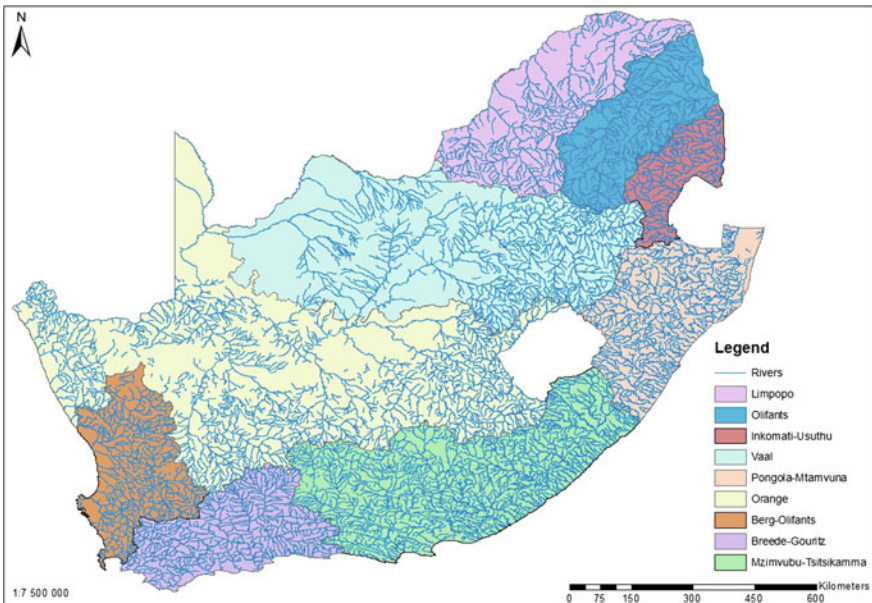 N
Legend
Rivers
Limpopo
Olifants
Inkomati-Usuthu
Vaal
Pongola-Mtamvuna
Orange
Berg-Olifants
Breede-Gouritz
Mzimvubu-Tsitsikamma
1:7 500 000
Kilometers
0 75 150 300 450 600